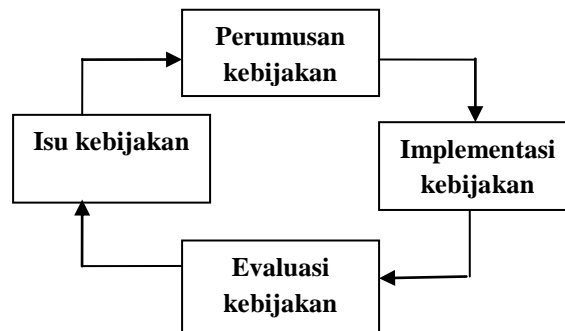 Perumusan
kebijakan
Isu kebijakan
Implementasi
kebijakan
Evaluasi
kebijakan